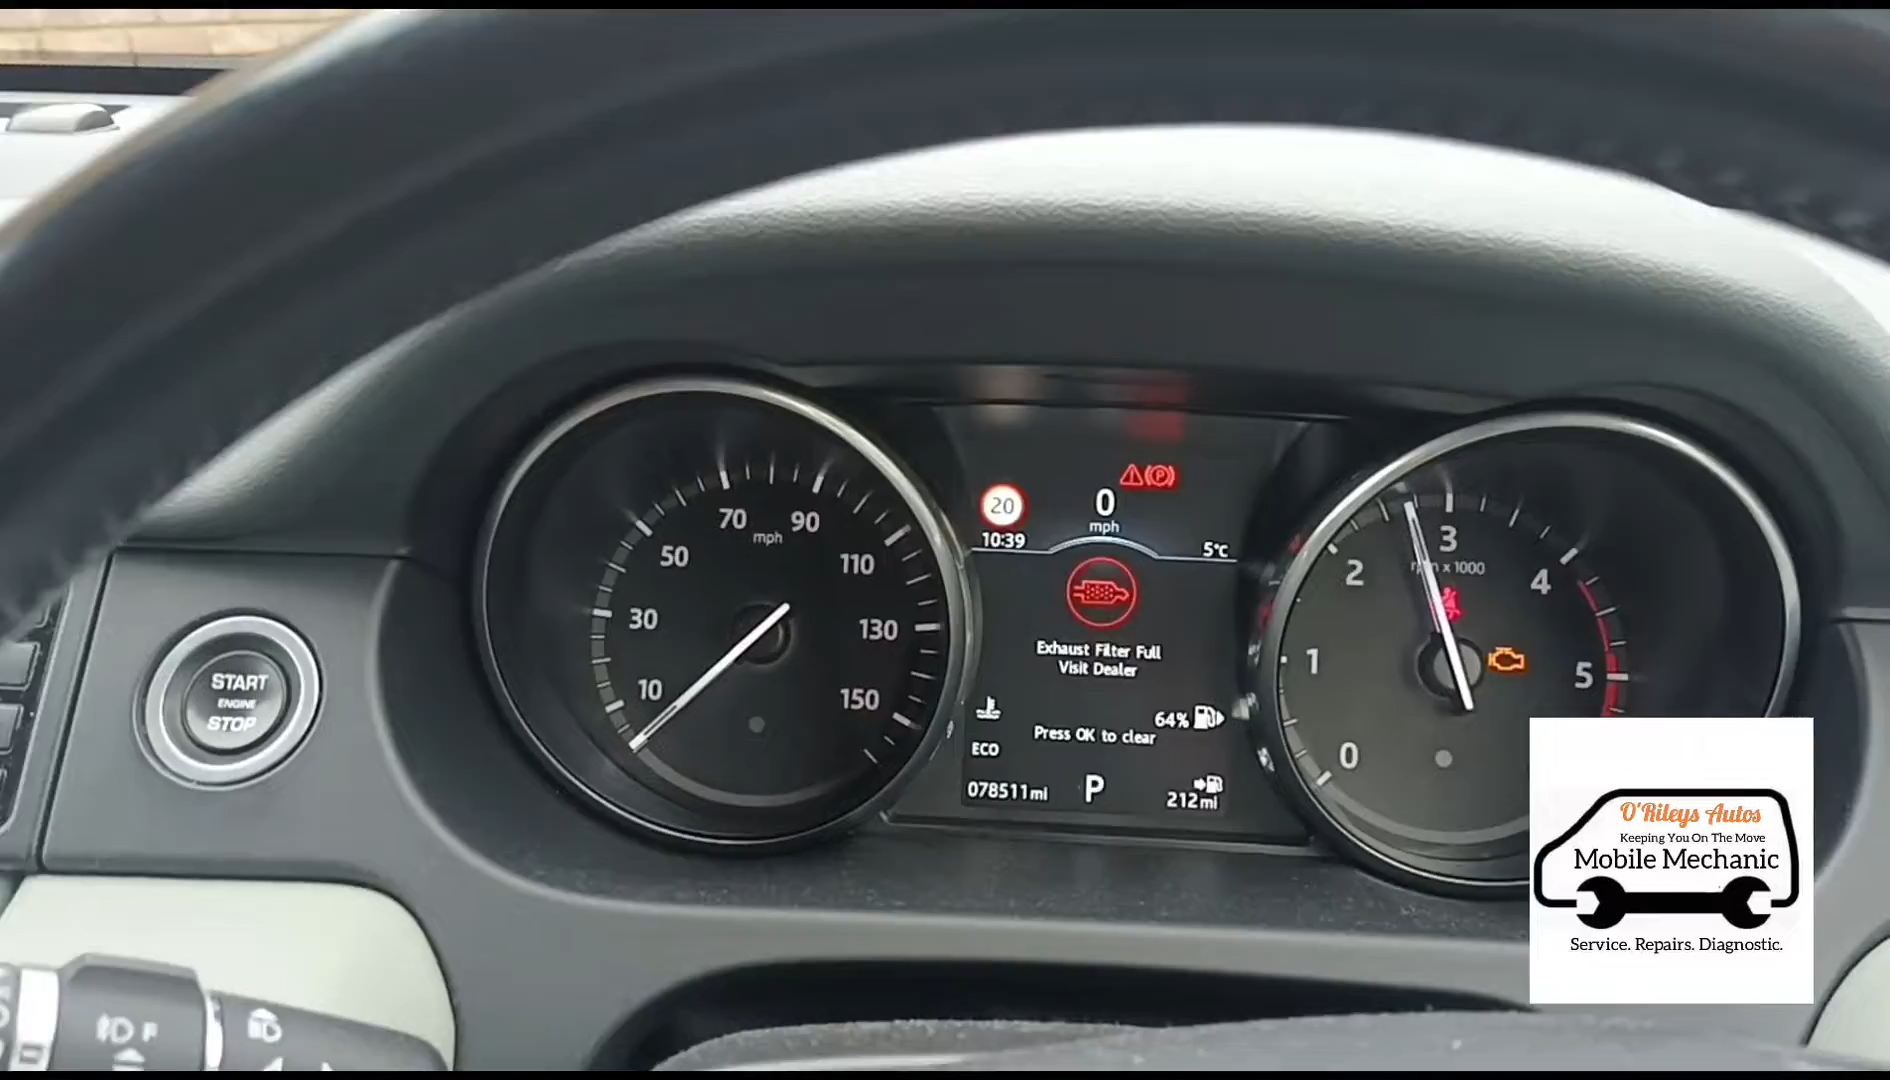 START
ENGINE
STOP
10
30
50
70
90
110
130
150
mph
20
0
mph
10:39
5°C
Exhaust Filter Full
Visit Dealer
64%
Press OK to clear
ECO
078511mi
P
212mi
0
1
2
3
4
5
rpm x 1000
O'Rileys Autos
Keeping You On The Move
Mobile Mechanic
Service. Repairs. Diagnostic.